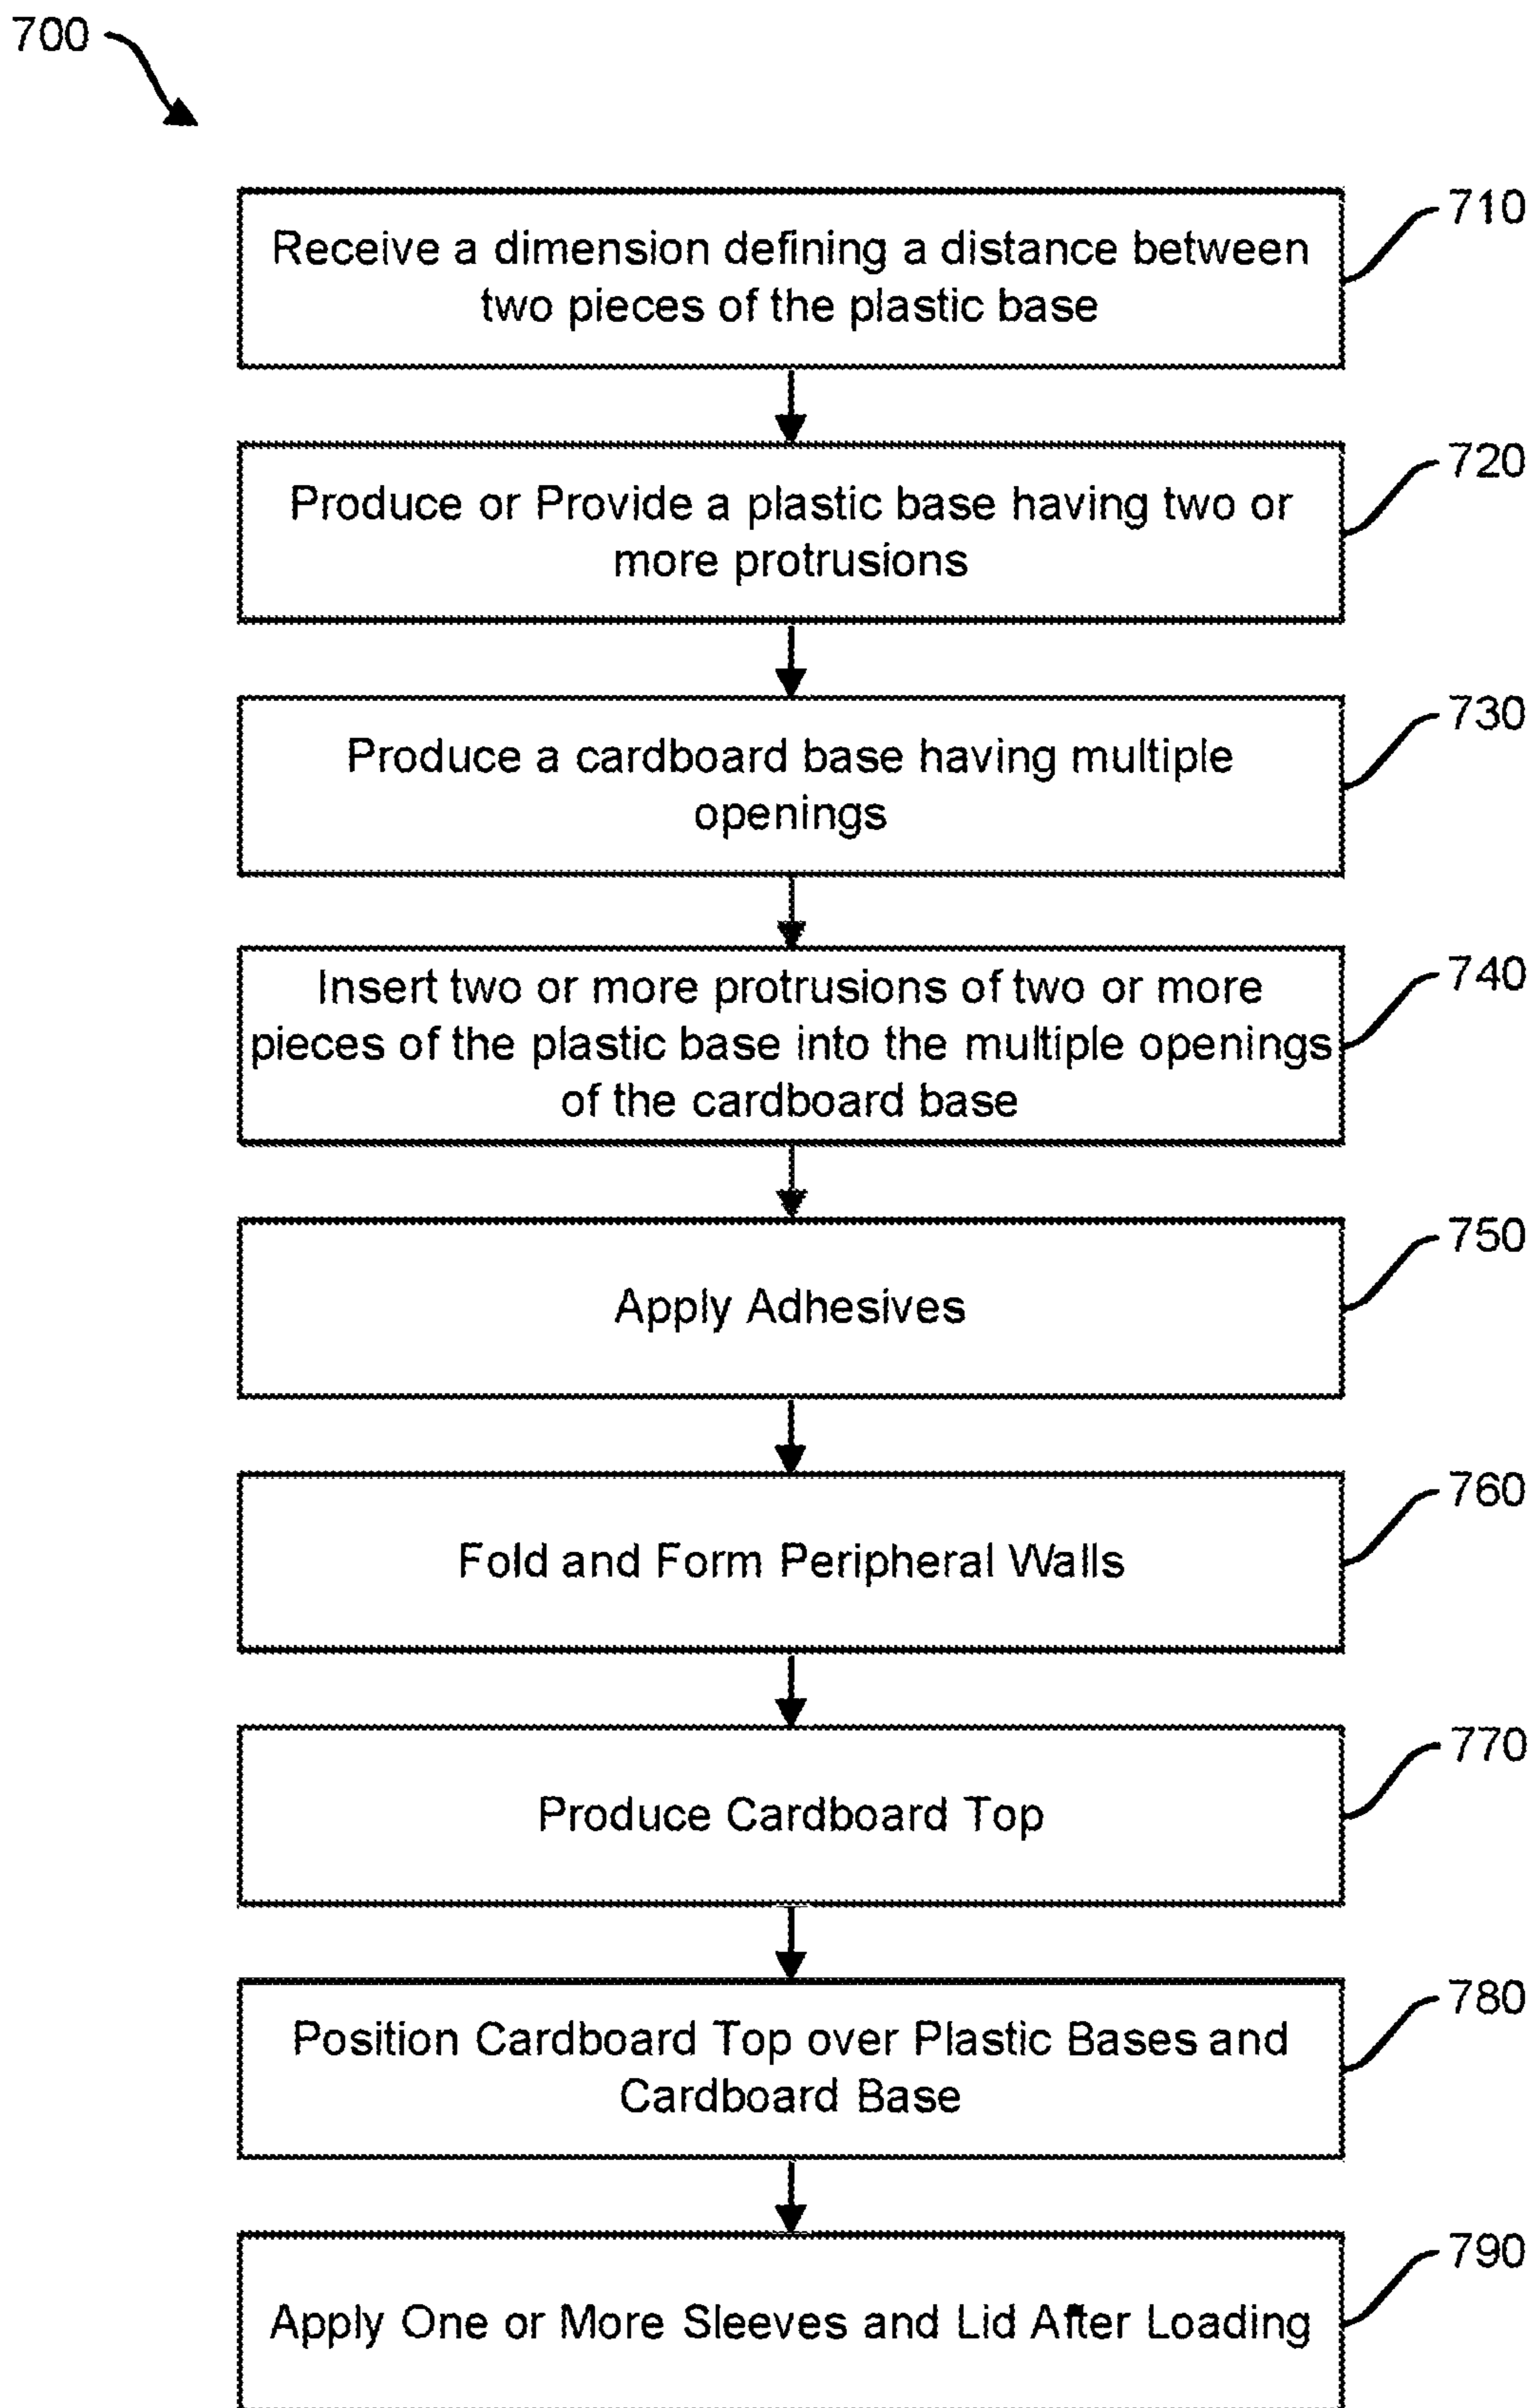 700
710
Receive a dimension defining a distance between
two pieces of the plastic base
720
Produce or Provide a plastic base having two or
more protrusions
730
Produce a cardboard base having multiple
openings
740
Insert two or more protrusions of two or more
pieces of the plastic base into the multiple openings
of the cardboard base
750
Apply Adhesives
760
Fold and Form Peripheral Walls
770
Produce Cardboard Top
780
Position Cardboard Top over Plastic Bases and
Cardboard Base
790
Apply One or More Sleeves and Lid After Loading